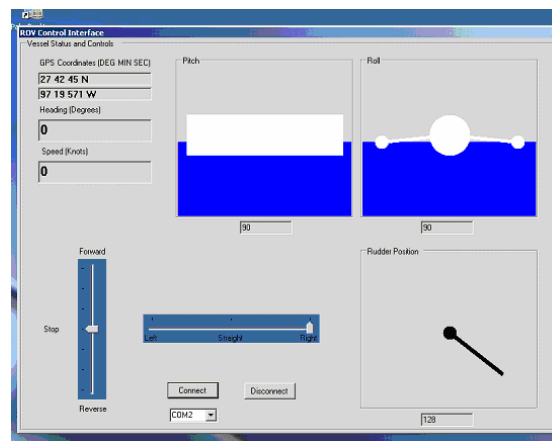 ROV Control Interface
Vessel Status and Controls
GPS Coordinates (DEG MIN SEC)
27 42 45 N
97 19 571 W
Heading (Degrees)
0
Speed (Knots)
0
Pitch
90
Roll
90
Forward
Stop
Reverse
Left Straight Right
Connect
Disconnect
COM2
Rudder Position
128